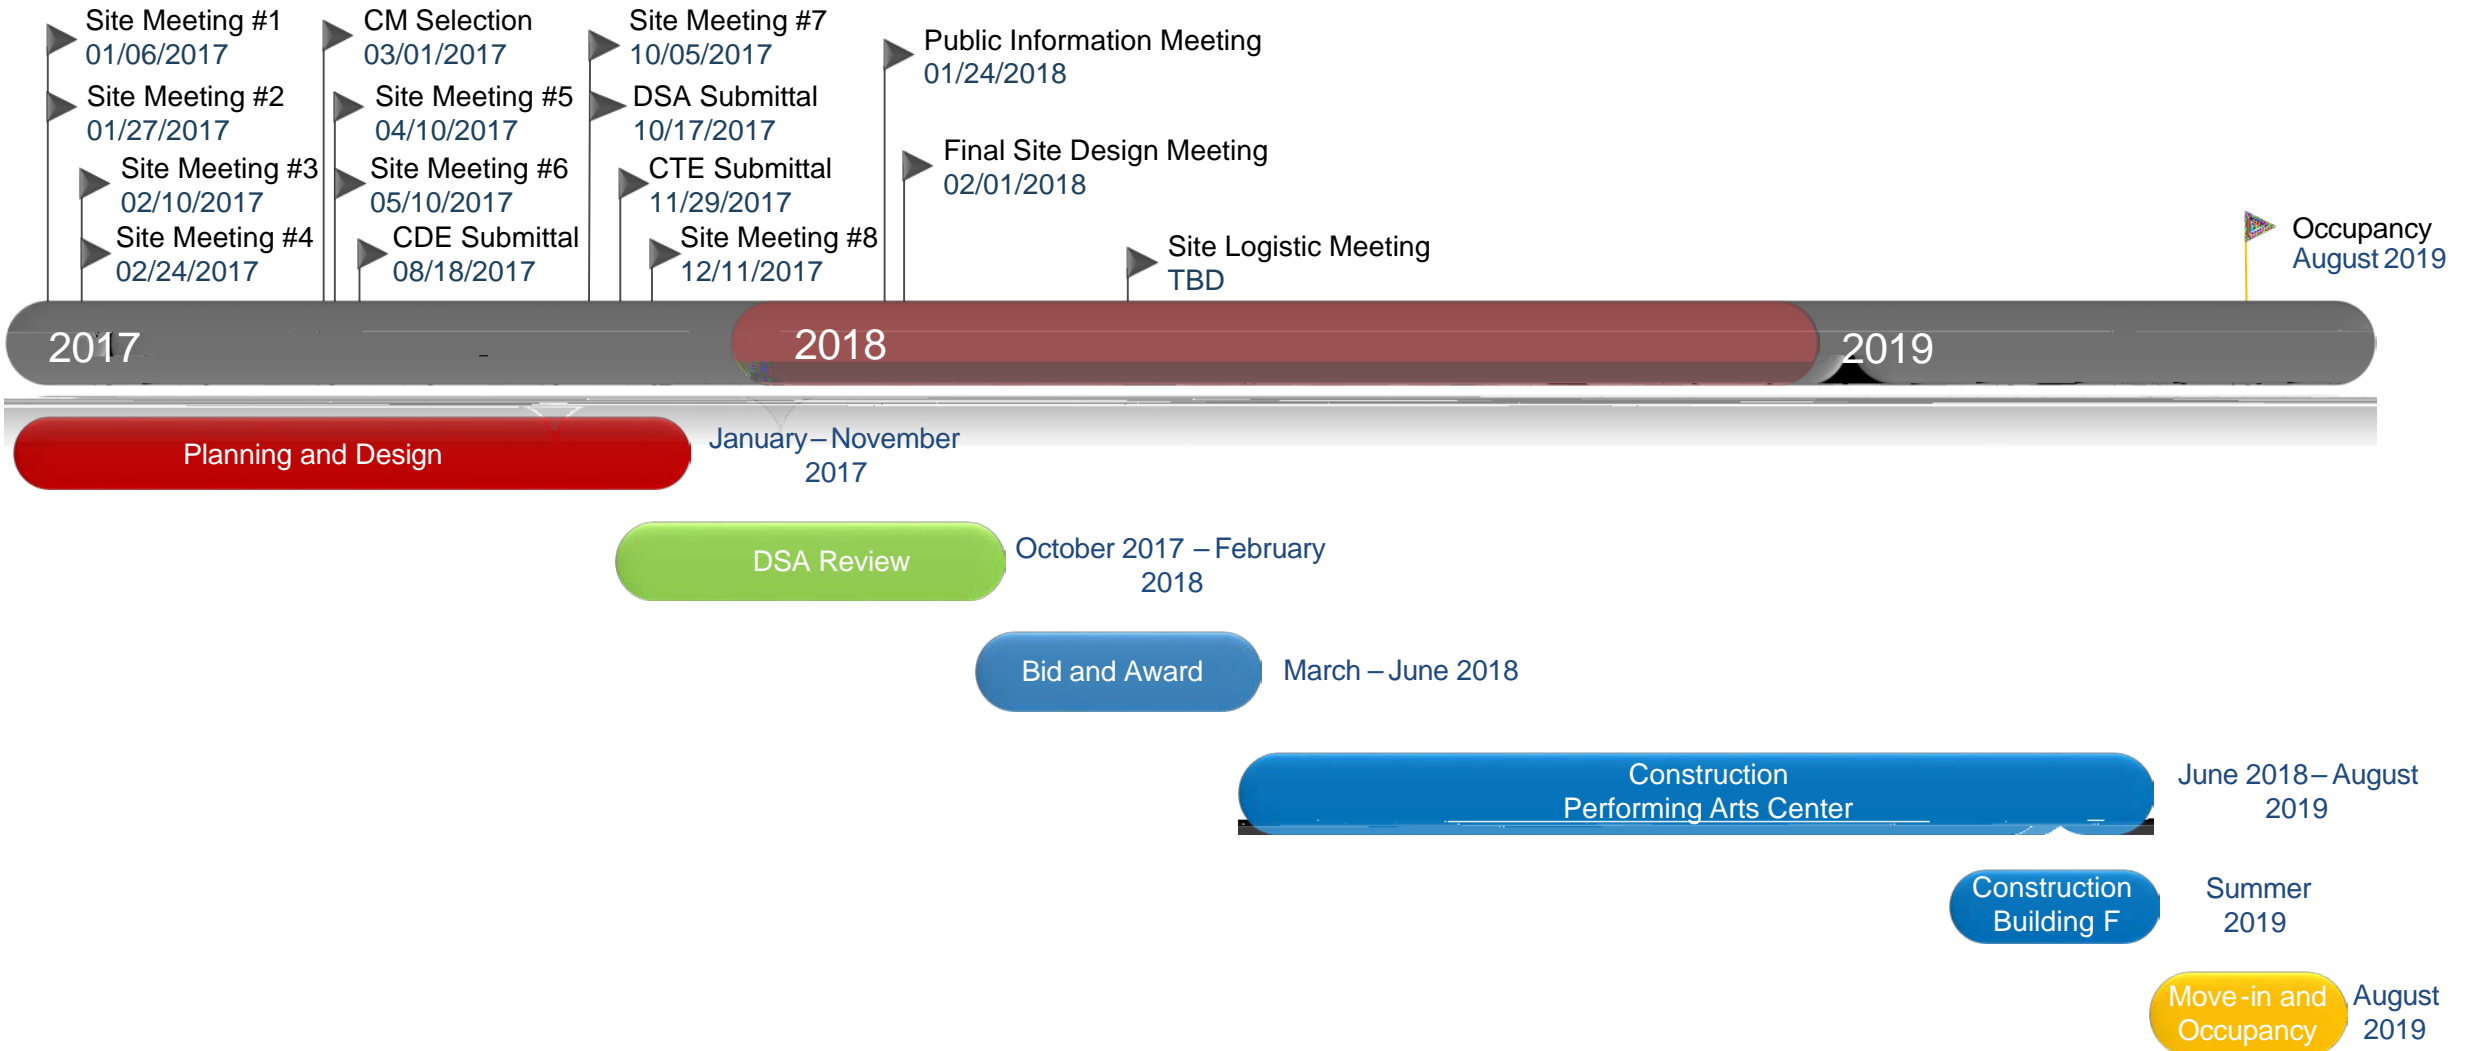 Site Meeting #1
01/06/2017
Site Meeting #2
01/27/2017
Site Meeting #3
02/10/2017
Site Meeting #4
02/24/2017
CM Selection
03/01/2017
Site Meeting #5
04/10/2017
Site Meeting #6
05/10/2017
CDE Submittal
08/18/2017
Site Meeting #7
10/05/2017
DSA Submittal
10/17/2017
CTE Submittal
11/29/2017
Site Meeting #8
12/11/2017
Public Information Meeting
01/24/2018
Final Site Design Meeting
02/01/2018
Site Logistic Meeting
TBD
Occupancy
August 2019
2017
2018
2019
Planning and Design
January – November
2017
DSA Review
October 2017 – February
2018
Bid and Award
March – June 2018
Construction
Performing Arts Center
June 2018 – August
2019
Construction
Building F
Summer
2019
Move-in and
Occupancy
August
2019